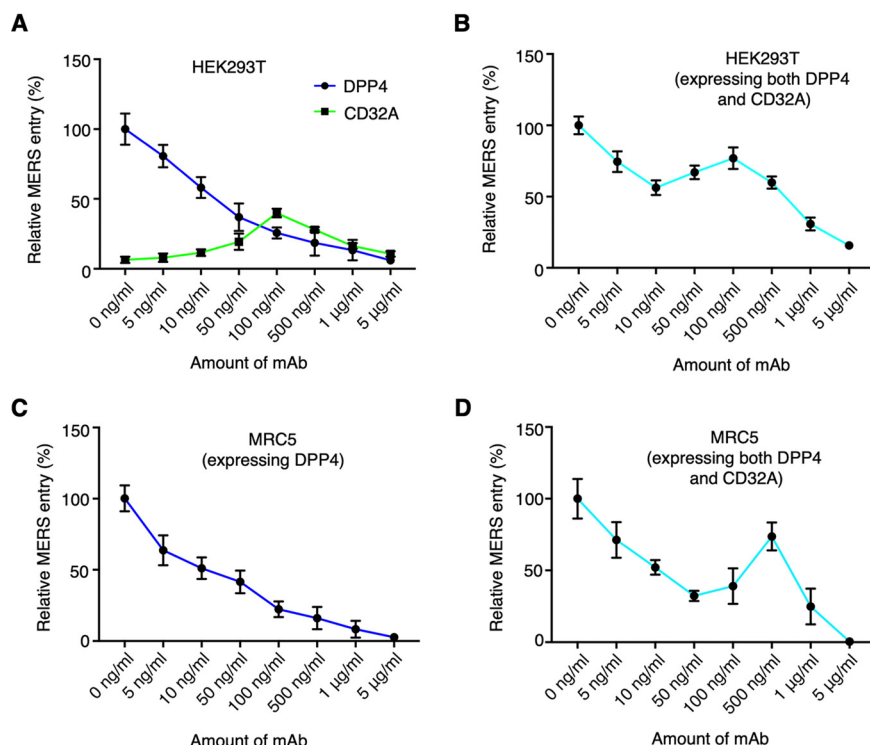 A
HEK293T
DPP4
CD32A
150
100
50
0
Relative MERS entry (%)
0 ng/ml
5 ng/ml
10 ng/ml
50 ng/ml
100 ng/ml
500 ng/ml
1 µg/ml
5 µg/ml
Amount of mAb
B
HEK293T
(expressing both DPP4
and CD32A)
150
100
50
0
Relative MERS entry (%)
0 ng/ml
5 ng/ml
10 ng/ml
50 ng/ml
100 ng/ml
500 ng/ml
1 µg/ml
5 µg/ml
Amount of mAb
C
MRC5
(expressing DPP4)
150
100
50
0
Relative MERS entry (%)
0 ng/ml
5 ng/ml
10 ng/ml
50 ng/ml
100 ng/ml
500 ng/ml
1 µg/ml
5 µg/ml
Amount of mAb
D
MRC5
(expressing both DPP4
and CD32A)
150
100
50
0
Relative MERS entry (%)
0 ng/ml
5 ng/ml
10 ng/ml
50 ng/ml
100 ng/ml
500 ng/ml
1 µg/ml
5 µg/ml
Amount of mAb